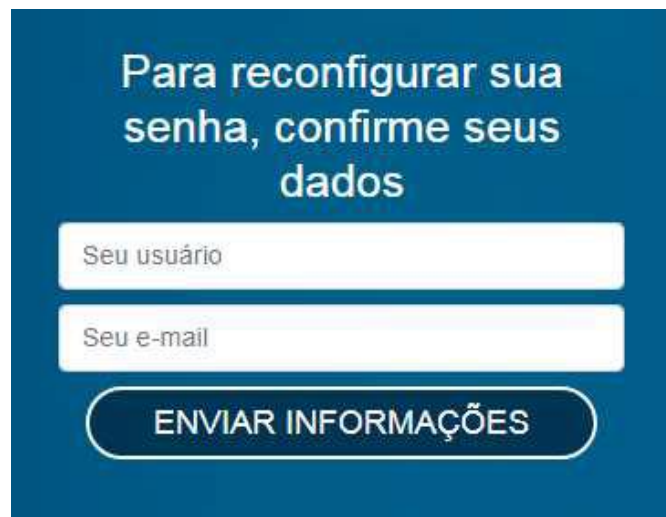 Para reconfigurar sua
senha, confirme seus
dados
Seu usuário
Seu e-mail
ENVIAR INFORMAÇÕES